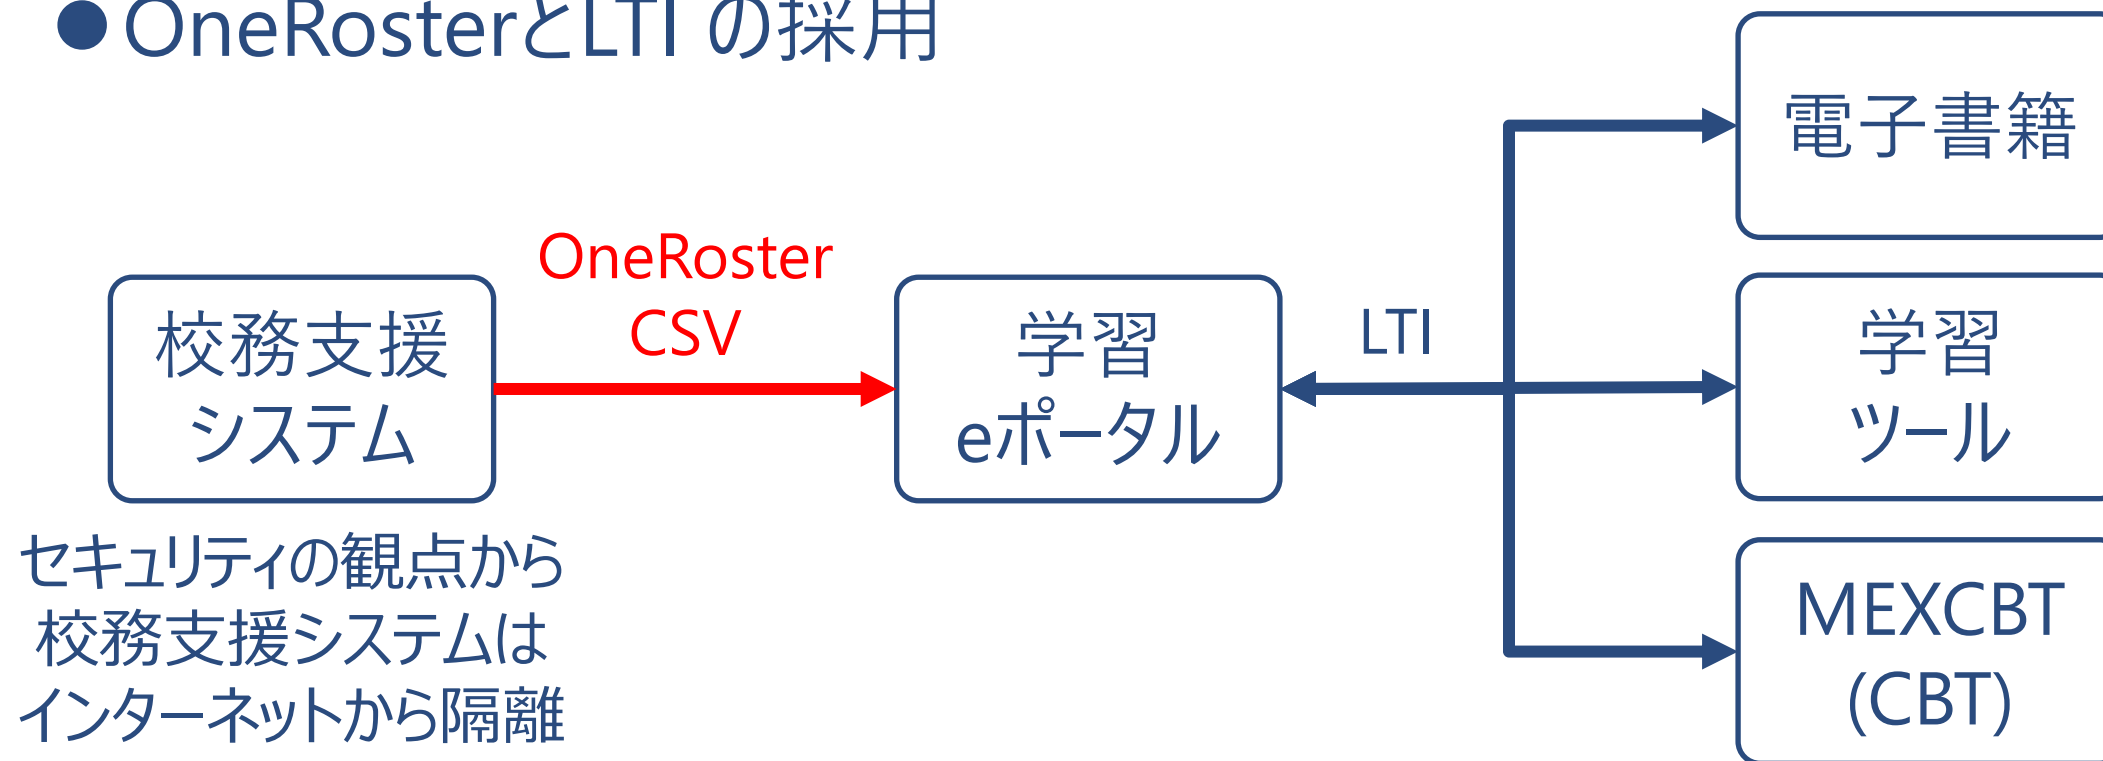 ●OneRosterとLTI の採用
OneRoster
CSV
校務支援
システム
セキュリティの観点から
校務支援システムは
インターネットから隔離
学習
eポータル
LTI
電子書籍
学習
ツール
MEXCBT
(CBT)